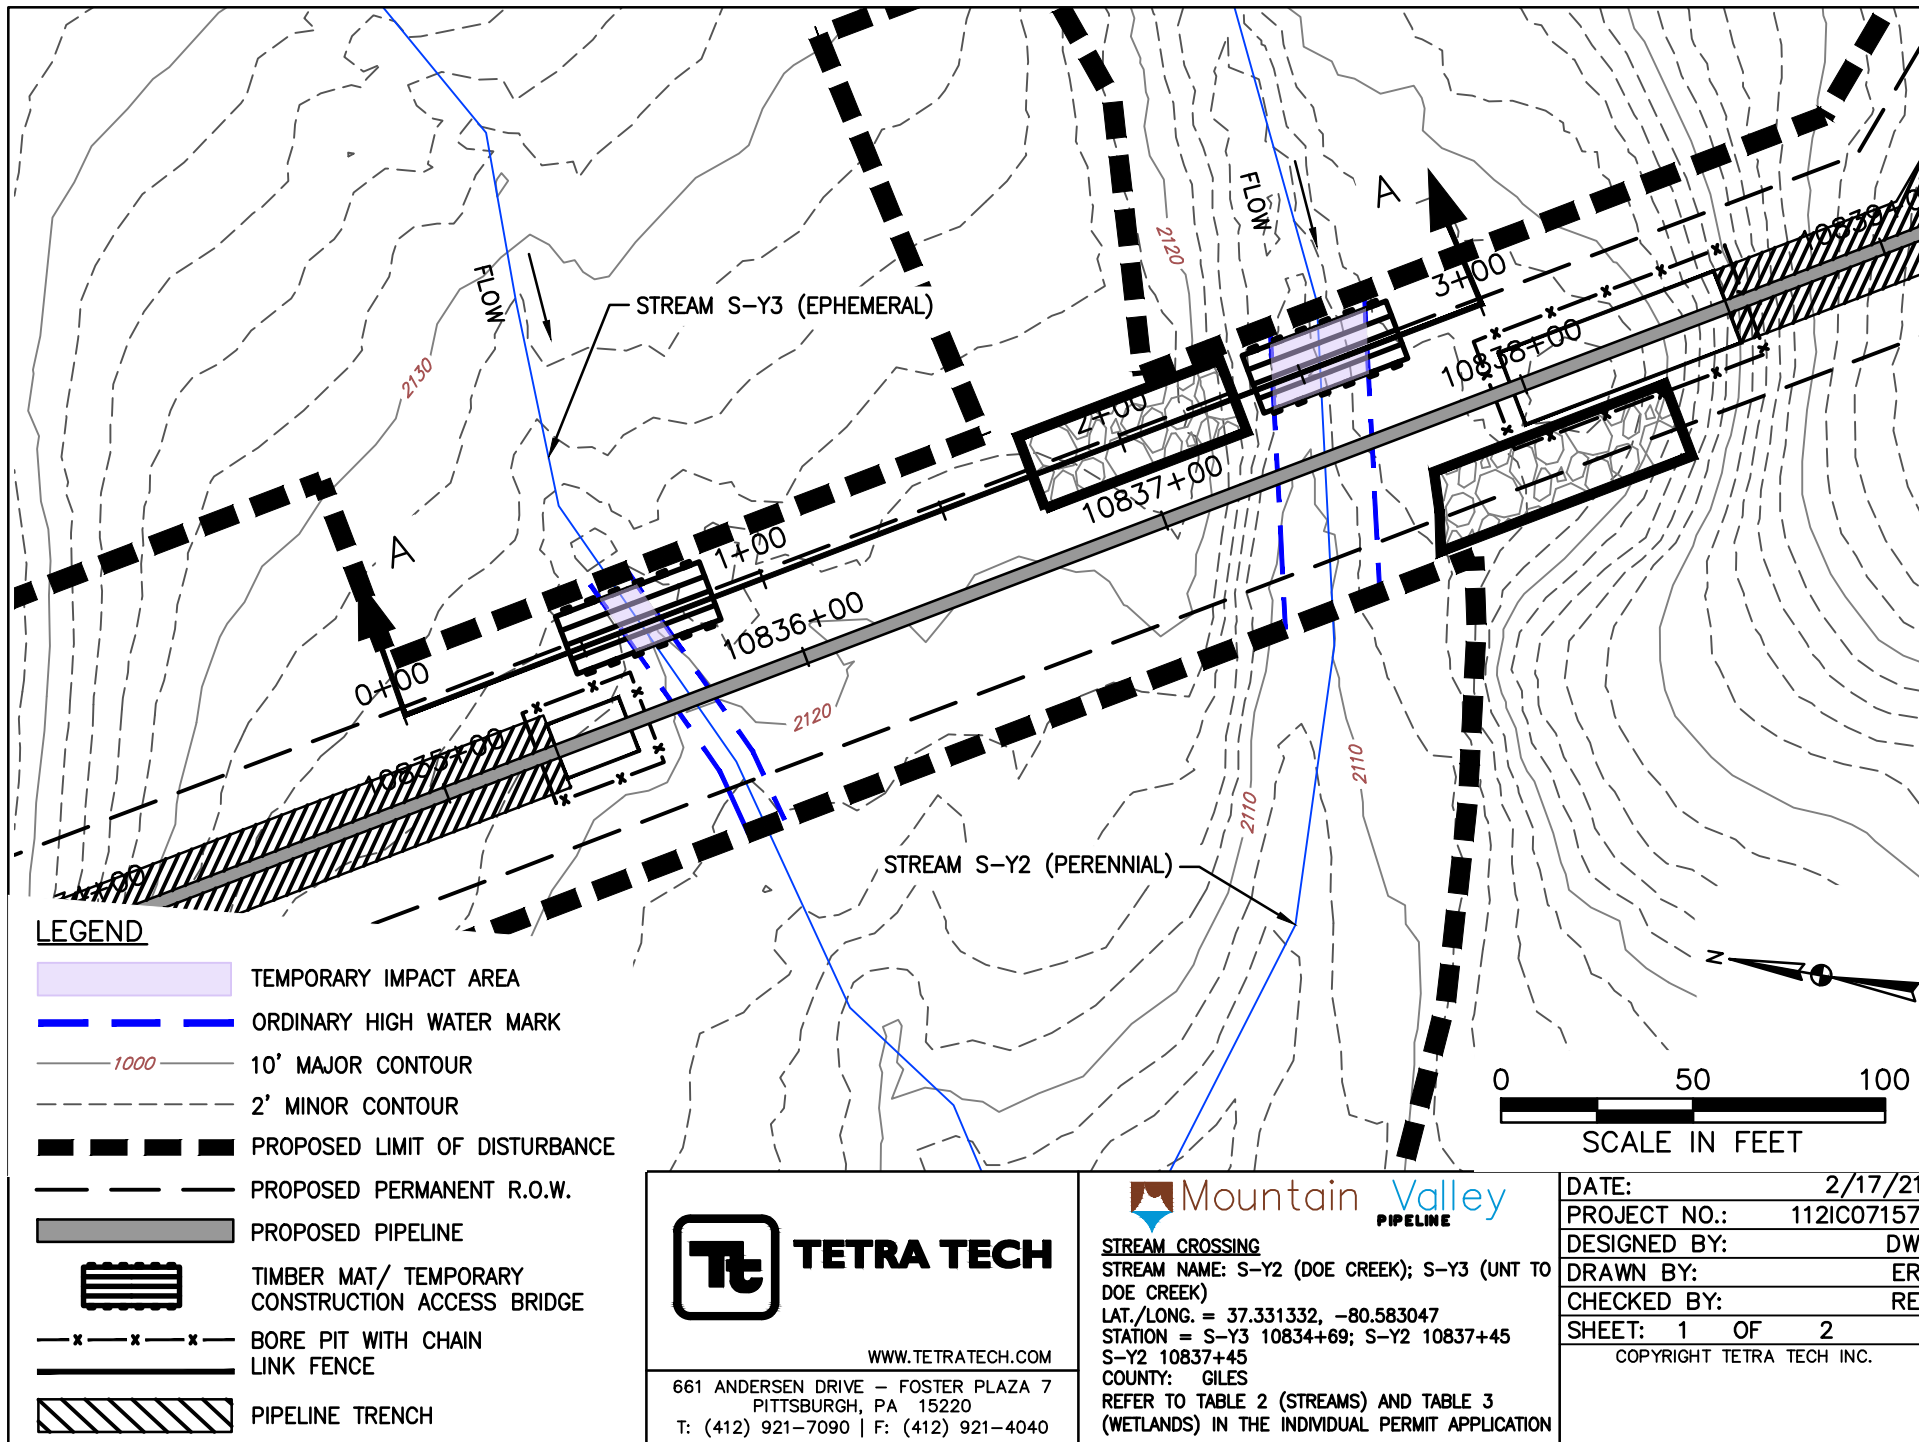 FLOW
STREAM S-Y3 (EPHEMERAL)
2130
2120
FLOW
A
3+00
10838+00
2+00
10837+00
A
1+00
10836+00
0+00
10835+00
2120
2110
2110
STREAM S-Y2 (PERENNIAL)
N
LEGEND
TEMPORARY IMPACT AREA
ORDINARY HIGH WATER MARK
1000
10' MAJOR CONTOUR
2' MINOR CONTOUR
PROPOSED LIMIT OF DISTURBANCE
PROPOSED PERMANENT R.O.W.
PROPOSED PIPELINE
TIMBER MAT/ TEMPORARY
CONSTRUCTION ACCESS BRIDGE
BORE PIT WITH CHAIN
LINK FENCE
PIPELINE TRENCH
0 50 100
SCALE IN FEET
Tt TETRA TECH
WWW.TETRATECH.COM
661 ANDERSEN DRIVE – FOSTER PLAZA 7
PITTSBURGH, PA 15220
T: (412) 921-7090 | F: (412) 921-4040
Mountain Valley
PIPELINE
STREAM CROSSING
STREAM NAME: S-Y2 (DOE CREEK); S-Y3 (UNT TO
DOE CREEK)
LAT./LONG. = 37.331332, -80.583047
STATION = S-Y3 10834+69; S-Y2 10837+45
S-Y2 10837+45
COUNTY: GILES
REFER TO TABLE 2 (STREAMS) AND TABLE 3
(WETLANDS) IN THE INDIVIDUAL PERMIT APPLICATION
DATE: 2/17/21
PROJECT NO.: 112IC07157
DESIGNED BY: DW
DRAWN BY: ER
CHECKED BY: RE
SHEET: 1 OF 2
COPYRIGHT TETRA TECH INC.